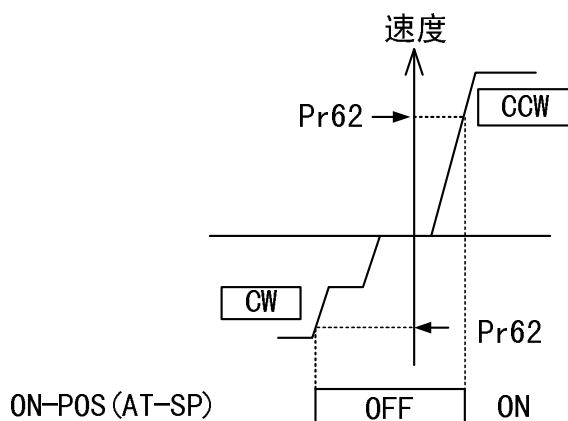 速度
Pr62
CCW
CW
Pr62
ON-POS(AT-SP)
OFF
ON